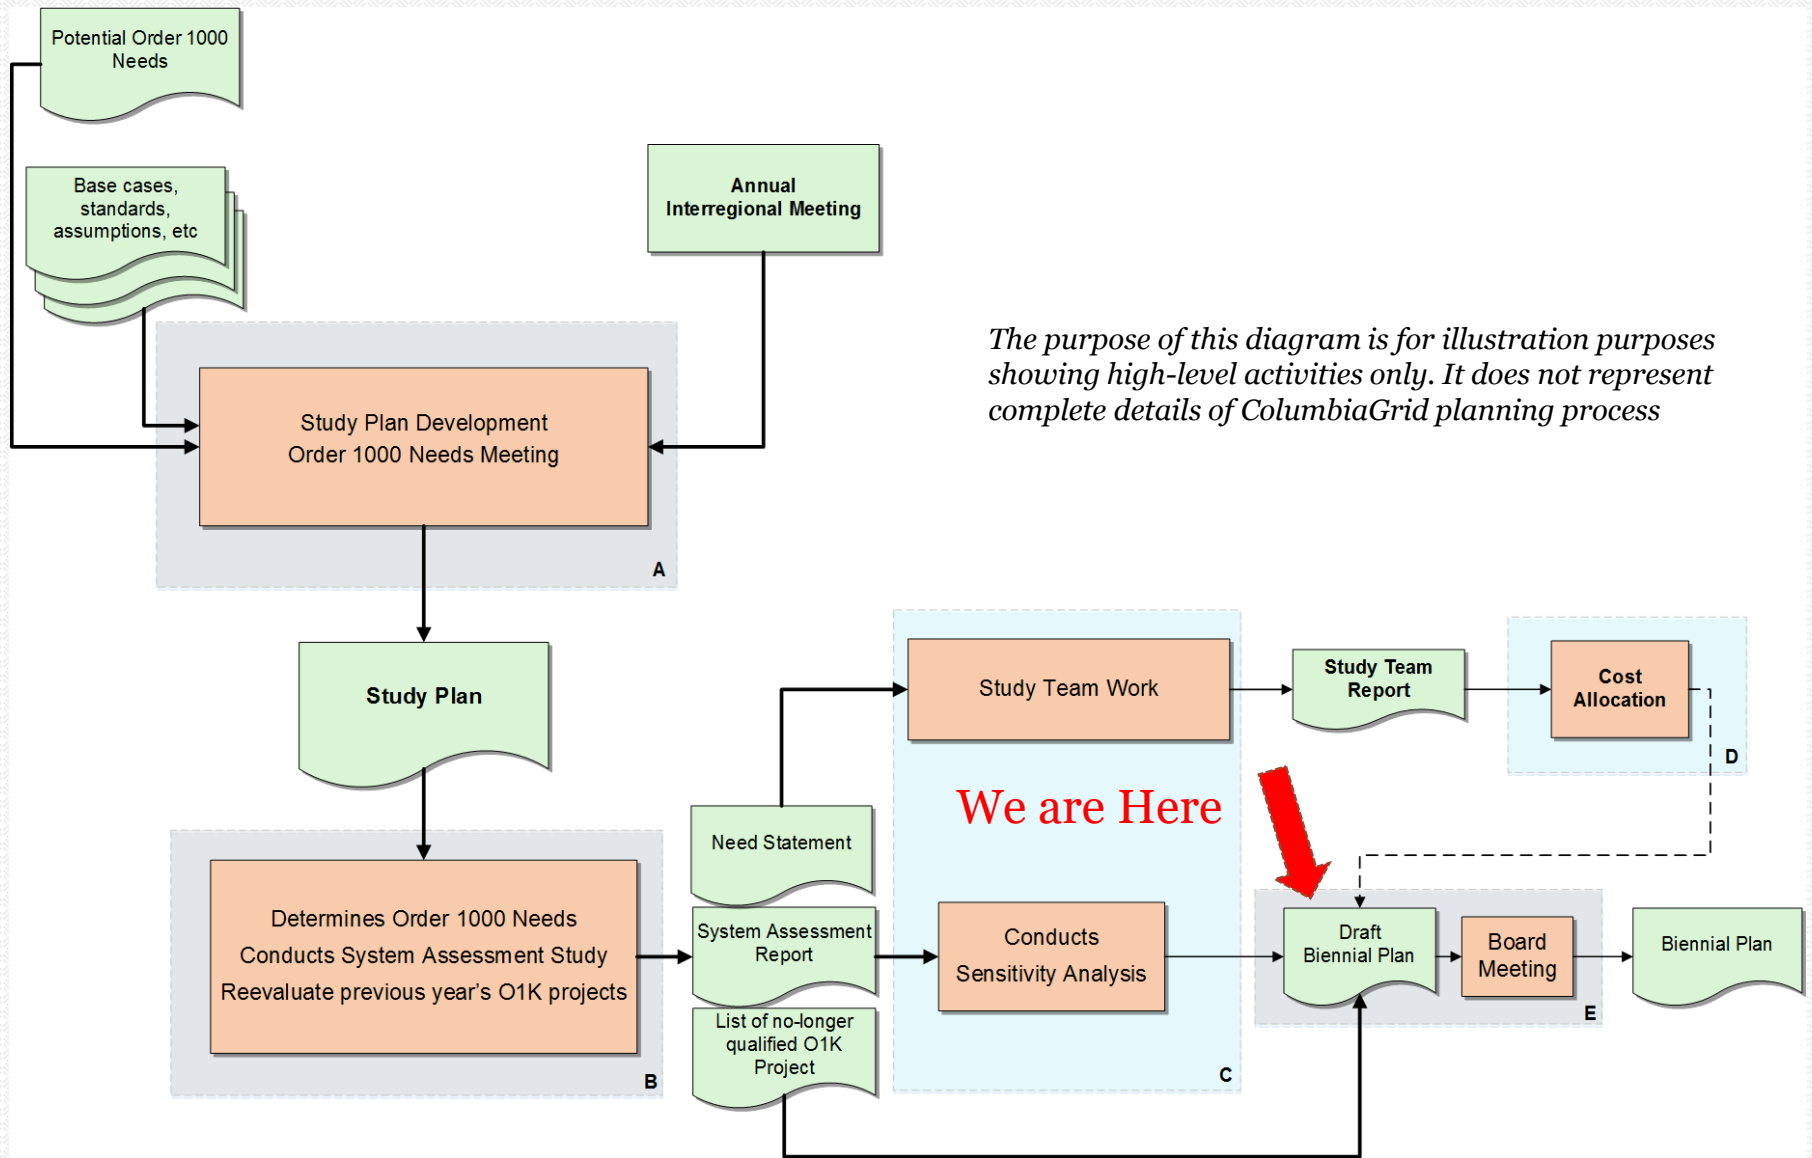 Potential Order 1000
Needs
Base cases,
standards,
assumptions, etc
Annual
Interregional Meeting
The purpose of this diagram is for illustration purposes
showing high-level activities only. It does not represent
complete details of ColumbiaGrid planning process
Study Plan Development
Order 1000 Needs Meeting
A
Study Plan
Study Team Work
Study Team
Report
Cost
Allocation
D
We are Here
Need Statement
Determines Order 1000 Needs
Conducts System Assessment Study
Reevaluate previous year's O1K projects
B
System Assessment
Report
Conducts
Sensitivity Analysis
C
Draft
Biennial Plan
Board
Meeting
E
Biennial Plan
List of no-longer
qualified O1K
Project